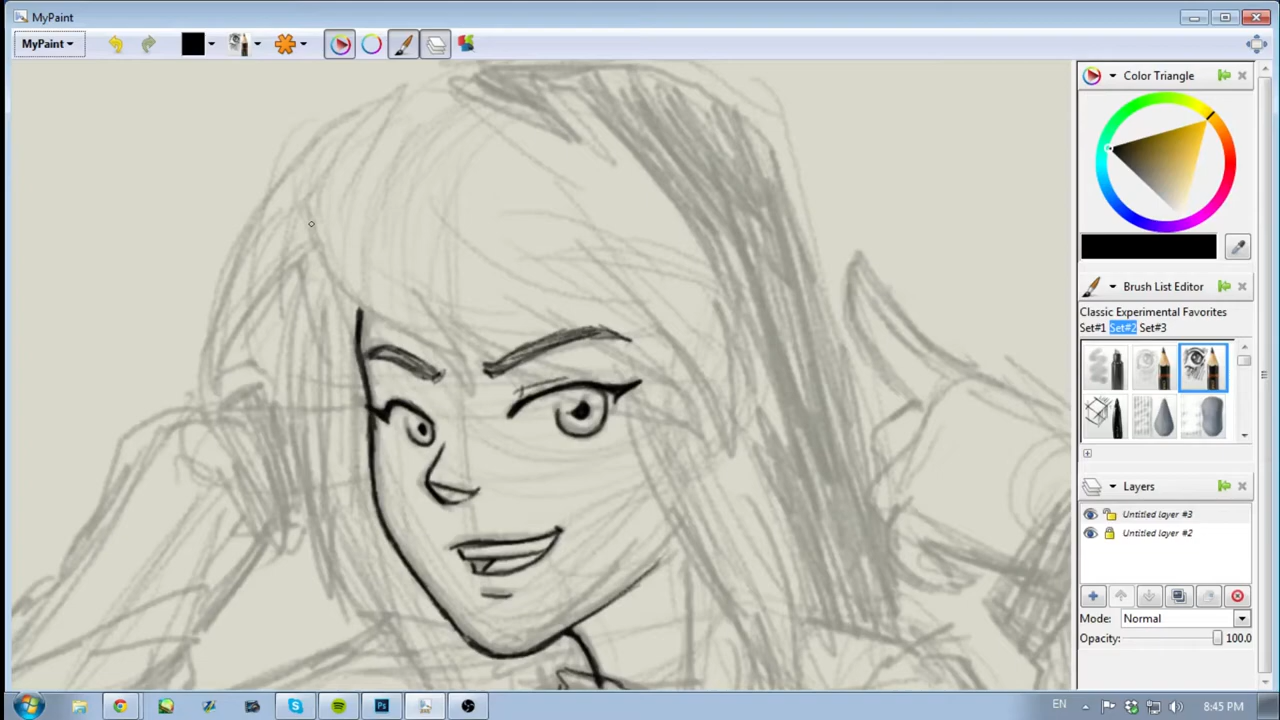 MyPaint
MyPaint
Color Triangle
Brush List Editor
Classic Experimental Favorites
Set#1 Set#2 Set#3
Layers
Untitled layer #3
Untitled layer #2
Mode: Normal
Opacity: 100.0
Ps
EN 8:45 PM